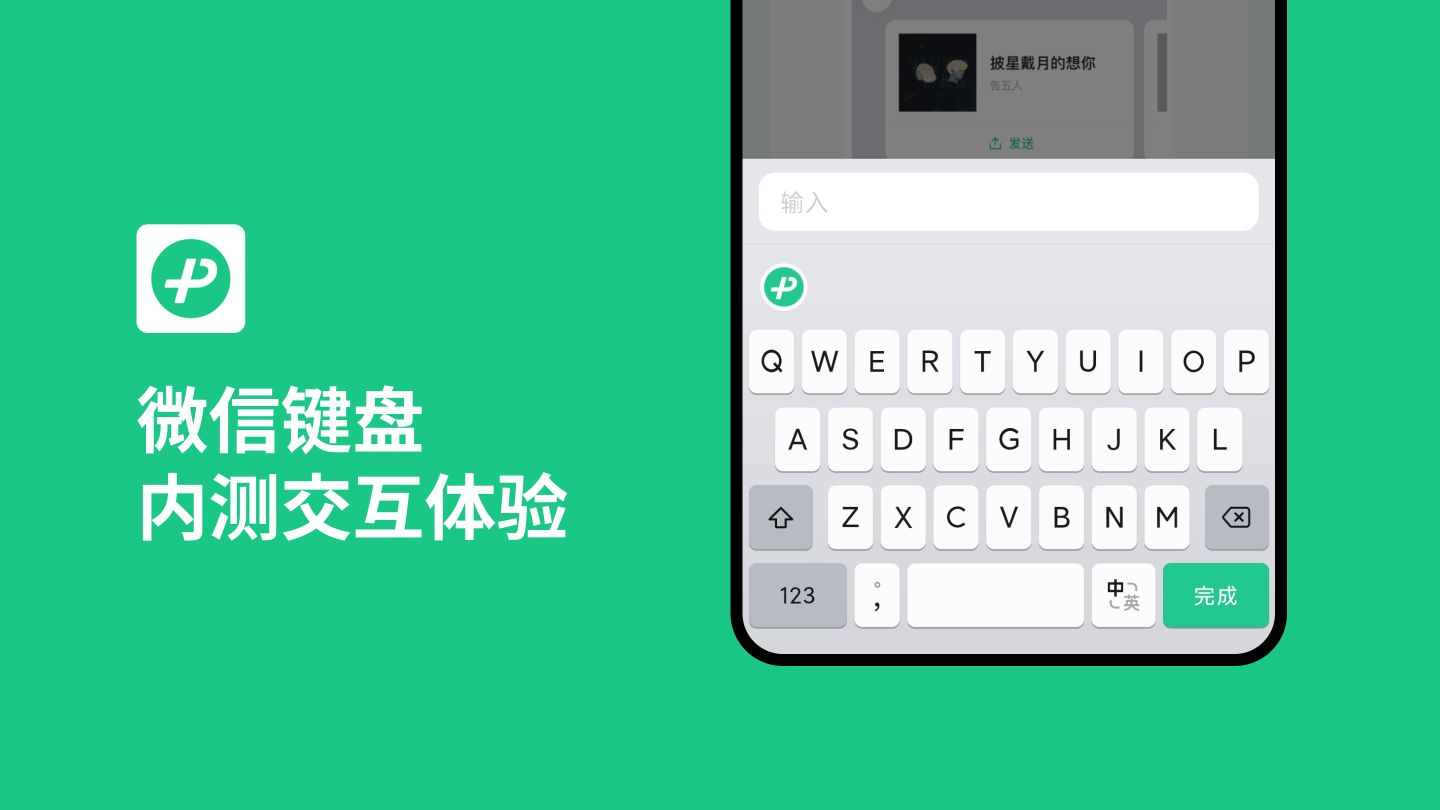 微信键盘
内测交互体验
披星戴月的想你
告五人
发送
输入
Q W E R T Y U I O P
A S D F G H J K L
Z X C V B N M
123 。， 中 英 完成